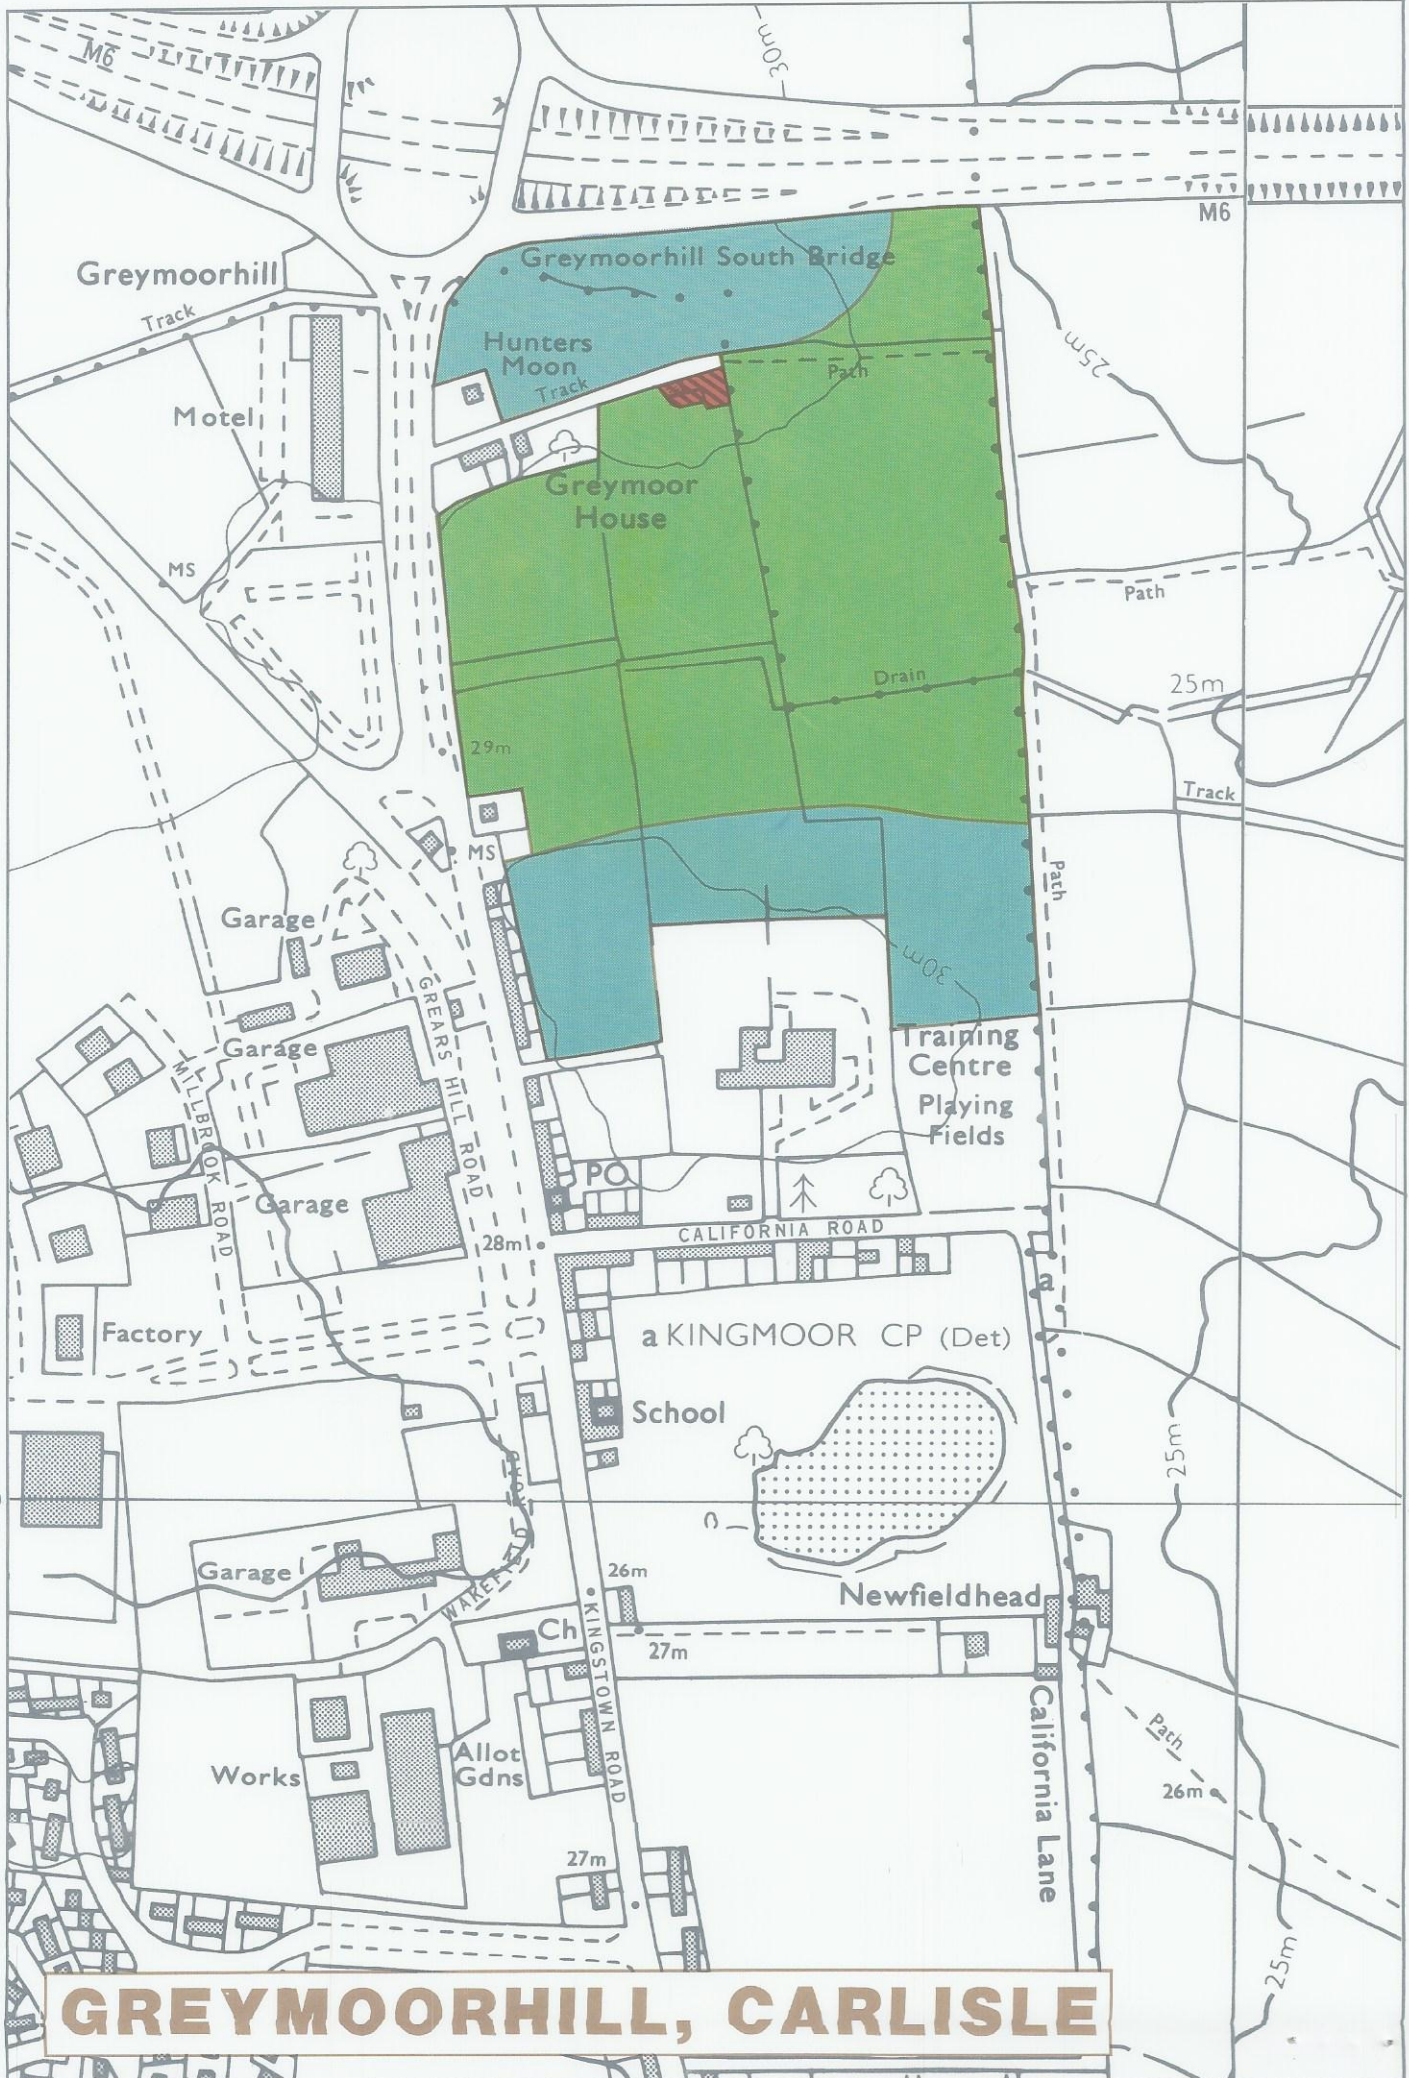 M6
30m
M6
Greymoorhill South Bridge
Greymoorhill
Track
Hunters
Moon
Track
Path
25m
Motel
Greymoor
House
MS
Path
Drain
25m
29m
Track
MS
Path
Garage
30m
GREARS HILL ROAD
Garage
Training
Centre
MILLBROOK ROAD
Playing
Fields
PO
Garage
CALIFORNIA ROAD
28m
a
Factory
a KINGMOOR CP (Det)
School
25m
WAKEFIELD
Garage
26m
Newfieldhead
KINGSTOWN ROAD
Ch
27m
California Lane
Path
Allot
Gdns
Works
26m
27m
25m
GREYMOORHILL, CARLISLE